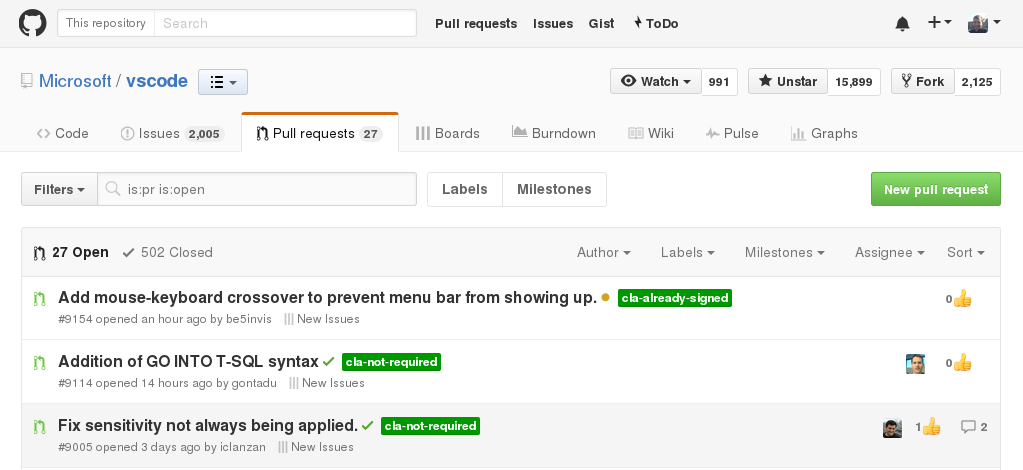 This repository Search Pull requests Issues Gist ToDo
Microsoft / vscode Watch 991 Unstar 15,899 Fork 2,125
Code Issues 2,005 Pull requests 27 Boards Burndown Wiki Pulse Graphs
Filters is:pr is:open Labels Milestones New pull request
27 Open 502 Closed Author Labels Milestones Assignee Sort
Add mouse-keyboard crossover to prevent menu bar from showing up. cla-already-signed 0
#9154 opened an hour ago by be5invis New Issues
Addition of GO INTO T-SQL syntax cla-not-required 0
#9114 opened 14 hours ago by gontadu New Issues
Fix sensitivity not always being applied. cla-not-required 1 2
#9005 opened 3 days ago by iclanzan New Issues